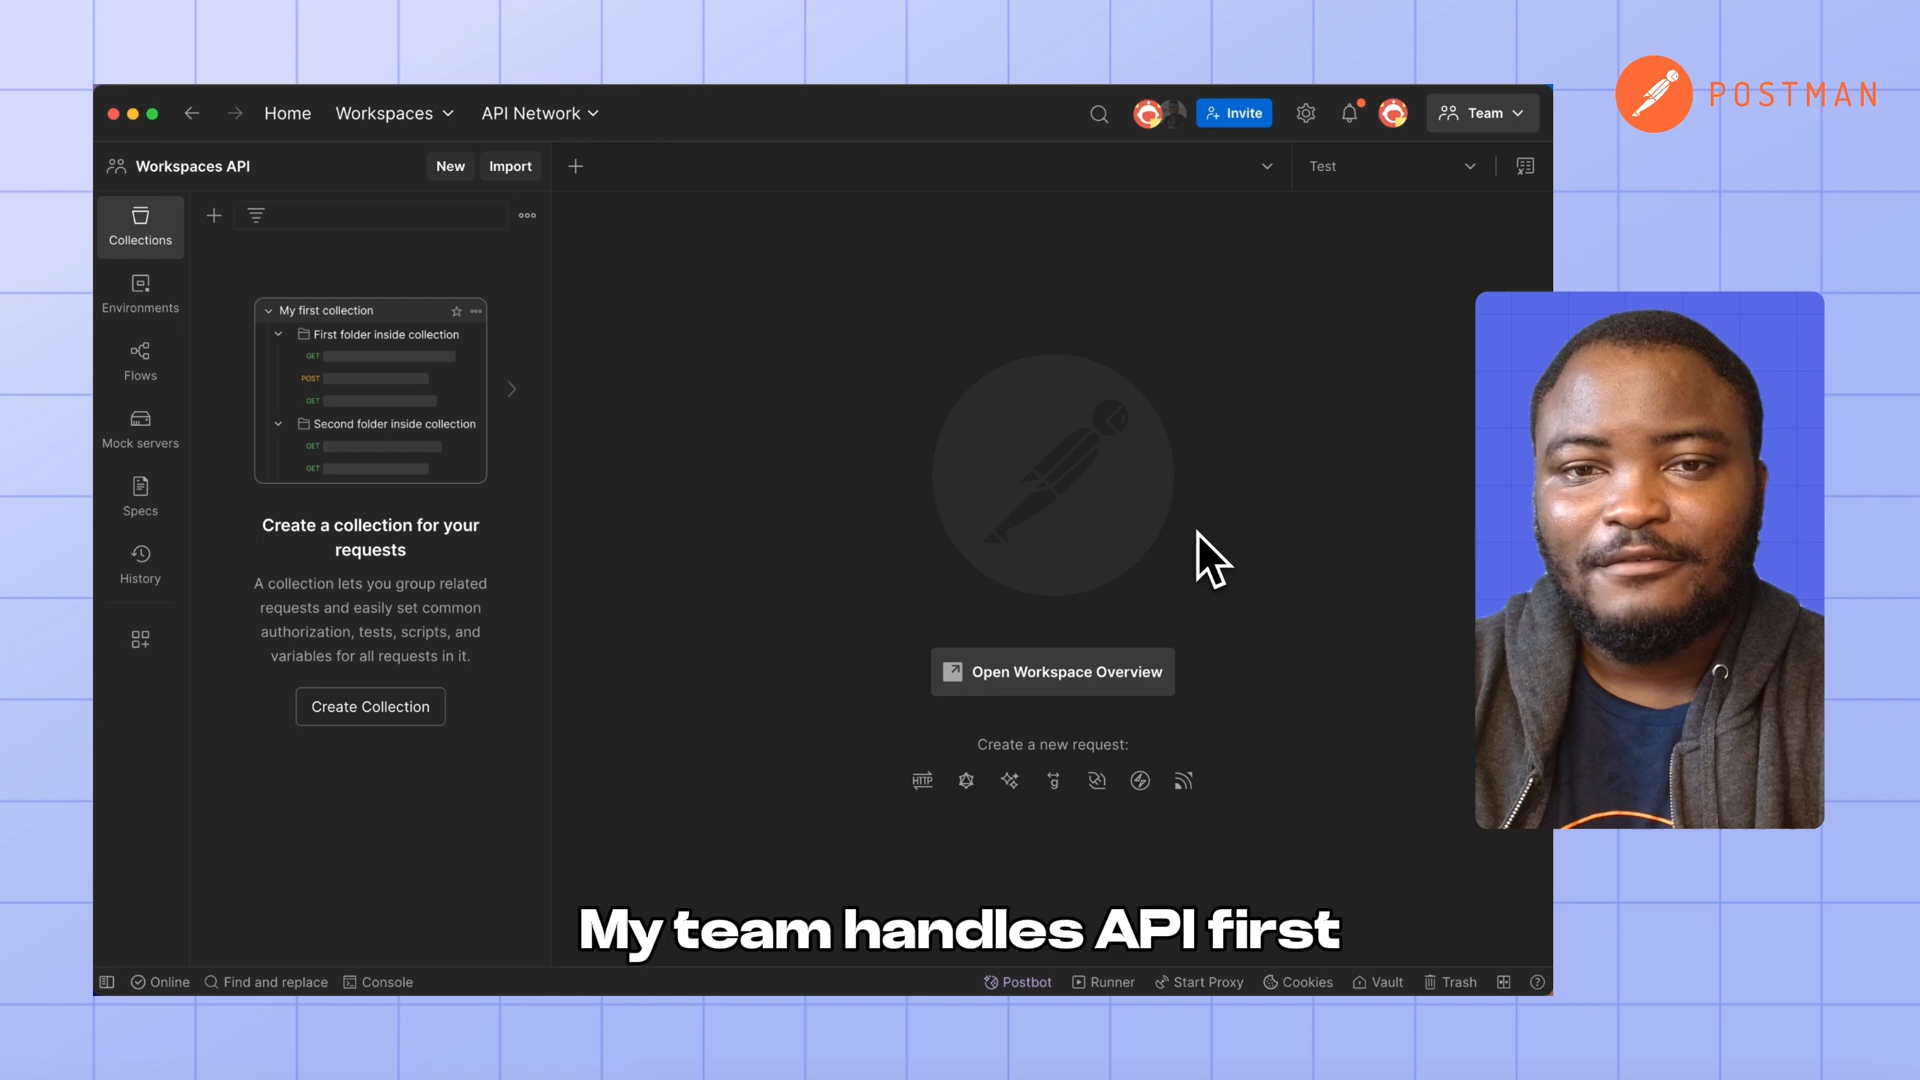 POSTMAN
Home
Workspaces
API Network
Invite
Team
Workspaces API
New
Import
Test
Collections
Environments
Flows
Mock servers
Specs
History
My first collection
First folder inside collection
GET
POST
GET
Second folder inside collection
GET
GET
Create a collection for your
requests
A collection lets you group related
requests and easily set common
authorization, tests, scripts, and
variables for all requests in it.
Create Collection
Open Workspace Overview
Create a new request:
HTTP
g
My team handles API first
Online
Find and replace
Console
Postbot
Runner
Start Proxy
Cookies
Vault
Trash